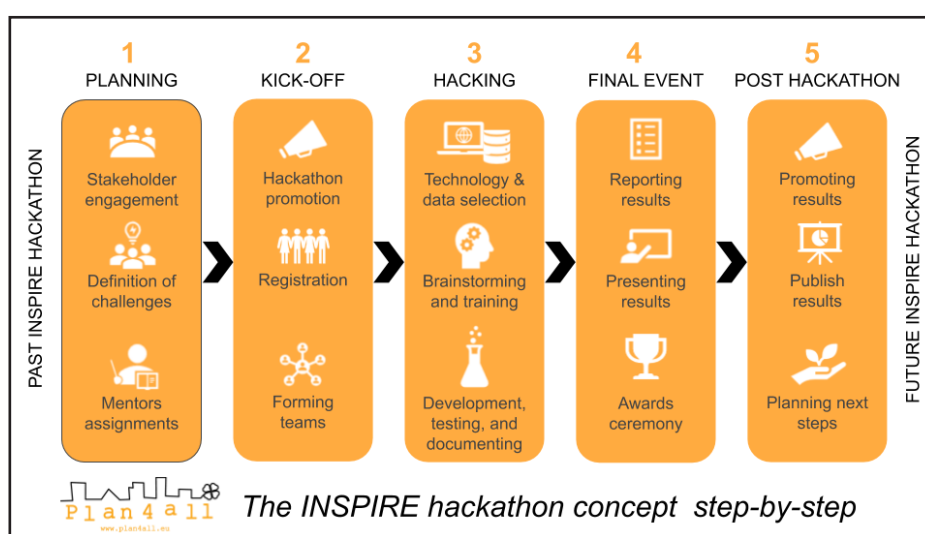 1
PLANNING
2
KICK-OFF
3
HACKING
4
FINAL EVENT
5
POST HACKATHON
PAST INSPIRE HACKATHON
Stakeholder
engagement
Definition of
challenges
Mentors
assignments
Hackathon
promotion
Registration
Forming
teams
Technology &
data selection
Brainstorming
and training
Development,
testing, and
documenting
Reporting
results
Presenting
results
Awards
ceremony
Promoting
results
Publish
results
Planning next
steps
FUTURE INSPIRE HACKATHON
Plan4all
www.plan4all.eu
The INSPIRE hackathon concept step-by-step